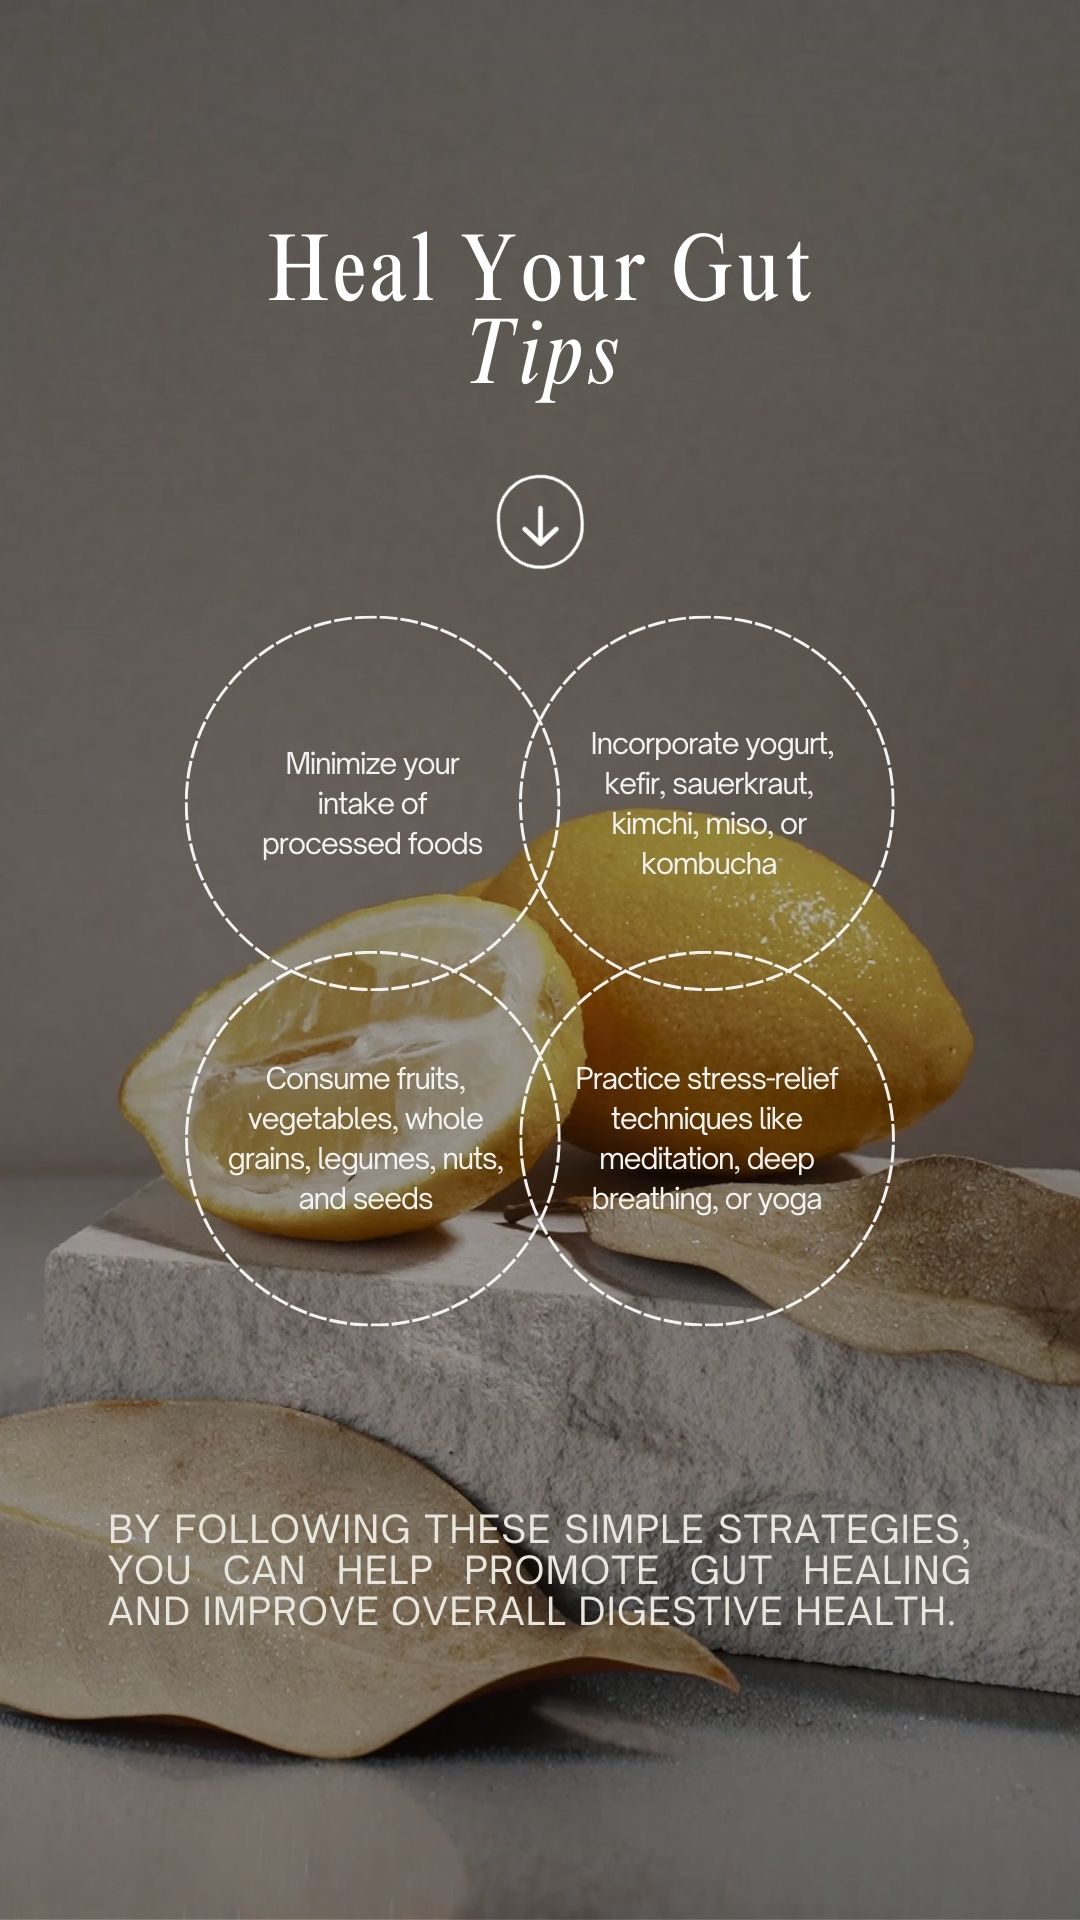 Heal Your Gut
Tips
Minimize your
intake of
processed foods
Incorporate yogurt,
kefir, sauerkraut,
kimchi, miso, or
kombucha
Consume fruits,
vegetables, whole
grains, legumes, nuts,
and seeds
Practice stress-relief
techniques like
meditation, deep
breathing, or yoga
BY FOLLOWING THESE SIMPLE STRATEGIES,
YOU CAN HELP PROMOTE GUT HEALING
AND IMPROVE OVERALL DIGESTIVE HEALTH.